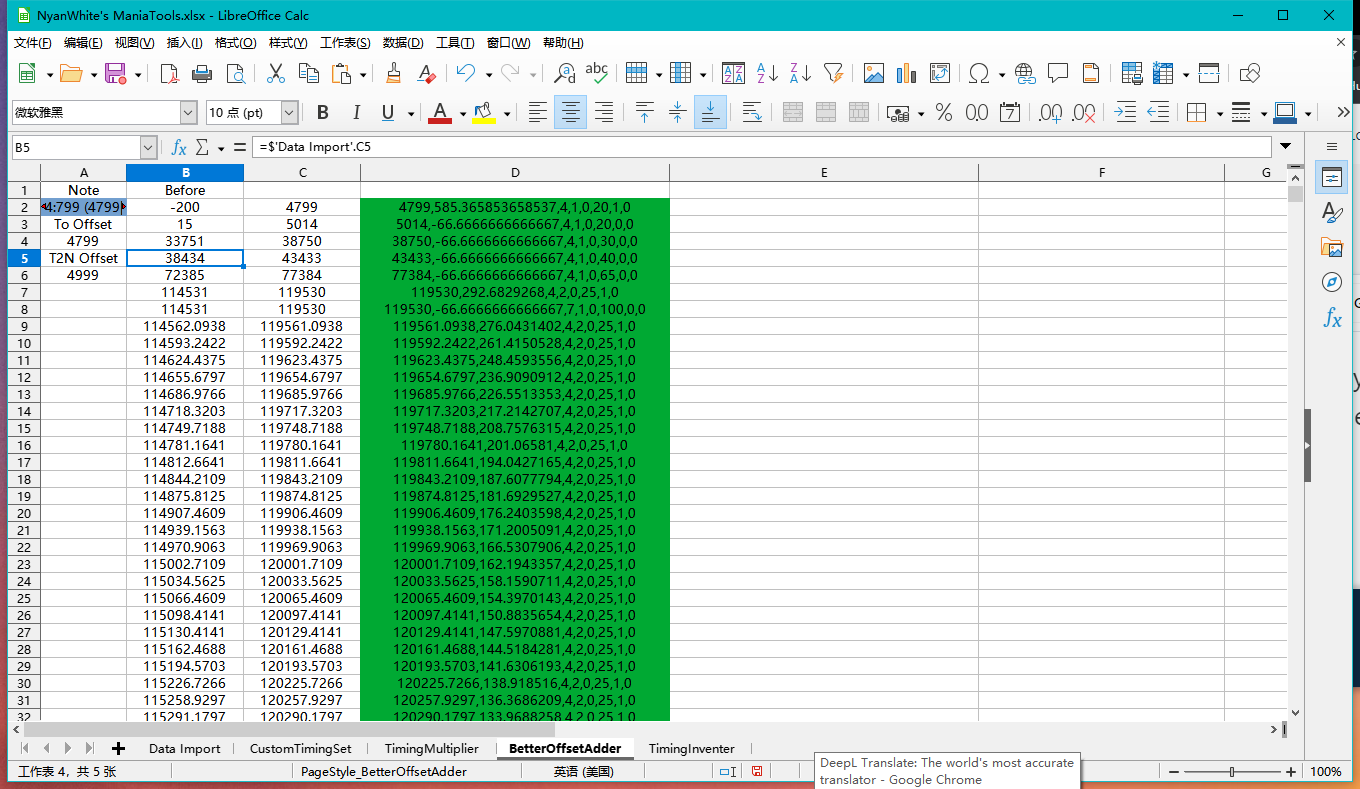 NyanWhite's ManiaTools.xlsx - LibreOffice Calc
文件(F) 编辑(E) 视图(V) 插入(I) 格式(O) 样式(Y) 工作表(S) 数据(D) 工具(T) 窗口(W) 帮助(H)
微软雅黑 10 点 (pt)
B5 =$'Data Import'.C5
A B C D E F G
1 Note Before
2 4:799 (4799| -200 4799 4799,585.365853658537,4,1,0,20,1,0
3 To Offset 15 5014 5014,-66.6666666666667,4,1,0,20,0,0
4 4799 33751 38750 38750,-66.6666666666667,4,1,0,30,0,0
5 T2N Offset 38434 43433 43433,-66.6666666666667,4,1,0,40,0,0
6 4999 72385 77384 77384,-66.6666666666667,4,1,0,65,0,0
7 114531 119530 119530,292.6829268,4,2,0,25,1,0
8 114531 119530 119530,-66.6666666666667,7,1,0,100,0,0
9 114562.0938 119561.0938 119561.0938,276.0431402,4,2,0,25,1,0
10 114593.2422 119592.2422 119592.2422,261.4150528,4,2,0,25,1,0
11 114624.4375 119623.4375 119623.4375,248.4593556,4,2,0,25,1,0
12 114655.6797 119654.6797 119654.6797,236.9090912,4,2,0,25,1,0
13 114686.9766 119685.9766 119685.9766,226.5513353,4,2,0,25,1,0
14 114718.3203 119717.3203 119717.3203,217.2142707,4,2,0,25,1,0
15 114749.7188 119748.7188 119748.7188,208.7576315,4,2,0,25,1,0
16 114781.1641 119780.1641 119780.1641,201.06581,4,2,0,25,1,0
17 114812.6641 119811.6641 119811.6641,194.0427165,4,2,0,25,1,0
18 114844.2109 119843.2109 119843.2109,187.6077794,4,2,0,25,1,0
19 114875.8125 119874.8125 119874.8125,181.6929527,4,2,0,25,1,0
20 114907.4609 119906.4609 119906.4609,176.2403598,4,2,0,25,1,0
21 114939.1563 119938.1563 119938.1563,171.2005091,4,2,0,25,1,0
22 114970.9063 119969.9063 119969.9063,166.5307906,4,2,0,25,1,0
23 115002.7109 120001.7109 120001.7109,162.1943357,4,2,0,25,1,0
24 115034.5625 120033.5625 120033.5625,158.1590711,4,2,0,25,1,0
25 115066.4609 120065.4609 120065.4609,154.3970143,4,2,0,25,1,0
26 115098.4141 120097.4141 120097.4141,150.8835654,4,2,0,25,1,0
27 115130.4141 120129.4141 120129.4141,147.5970881,4,2,0,25,1,0
28 115162.4688 120161.4688 120161.4688,144.5184281,4,2,0,25,1,0
29 115194.5703 120193.5703 120193.5703,141.6306193,4,2,0,25,1,0
30 115226.7266 120225.7266 120225.7266,138.918516,4,2,0,25,1,0
31 115258.9297 120257.9297 120257.9297,136.3686209,4,2,0,25,1,0
32 115291.1797 120290.1797 120290.1797,133.9688258,4,2,0,25,1,0
Data Import CustomTimingSet TimingMultiplier BetterOffsetAdder TimingInventer
工作表 4，共 5 张 PageStyle_BetterOffsetAdder 英语 (美国) 100%
DeepL Translate: The world's most accurate
translator - Google Chrome